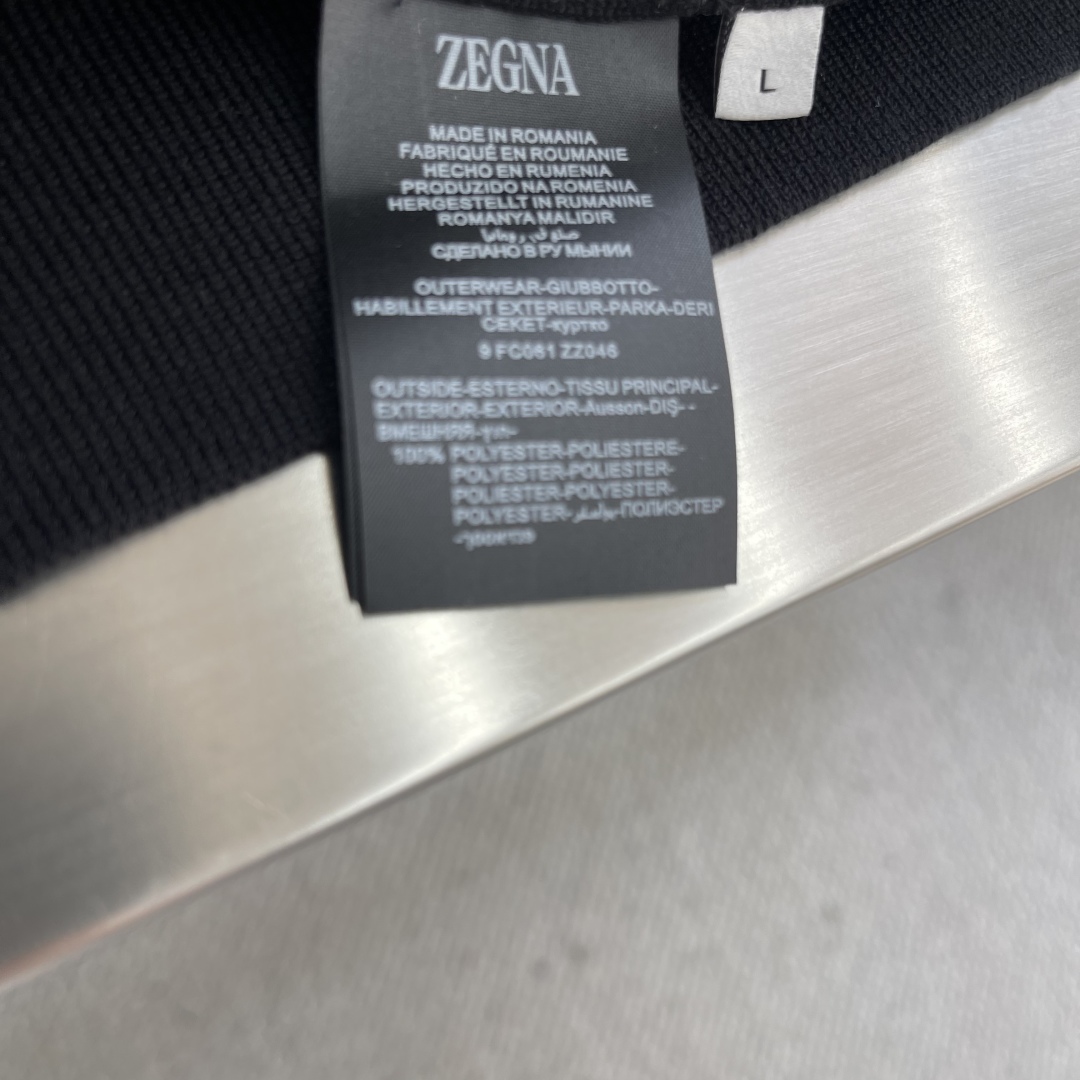 ZEGNA
L
MADE IN ROMANIA
FABRIQUÉ EN ROUMANIE
HECHO EN RUMENIA
PRODUZIDO NA ROMENIA
HERGESTELLT IN RUMANINE
ROMANYA MALIDIR
СДЕЛАНО В РУ МЫНИИ
OUTERWEAR-GIUBBOTTO-
HABILLEMENT EXTERIEUR-PARKA-DERI
CEKET-куртко
9 FC061 ZZ046
OUTSIDE-ESTERNO-TISSU PRINCIPAL-
EXTERIOR-EXTERIOR-Ausson-DIŞ- -
ВМЕШНЯЯ-
100% POLYESTER-POLIESTERE-
POLYESTER-POLIESTER-
POLIESTER-POLYESTER-
POLYESTER- -ПОЛИЭСТЕР